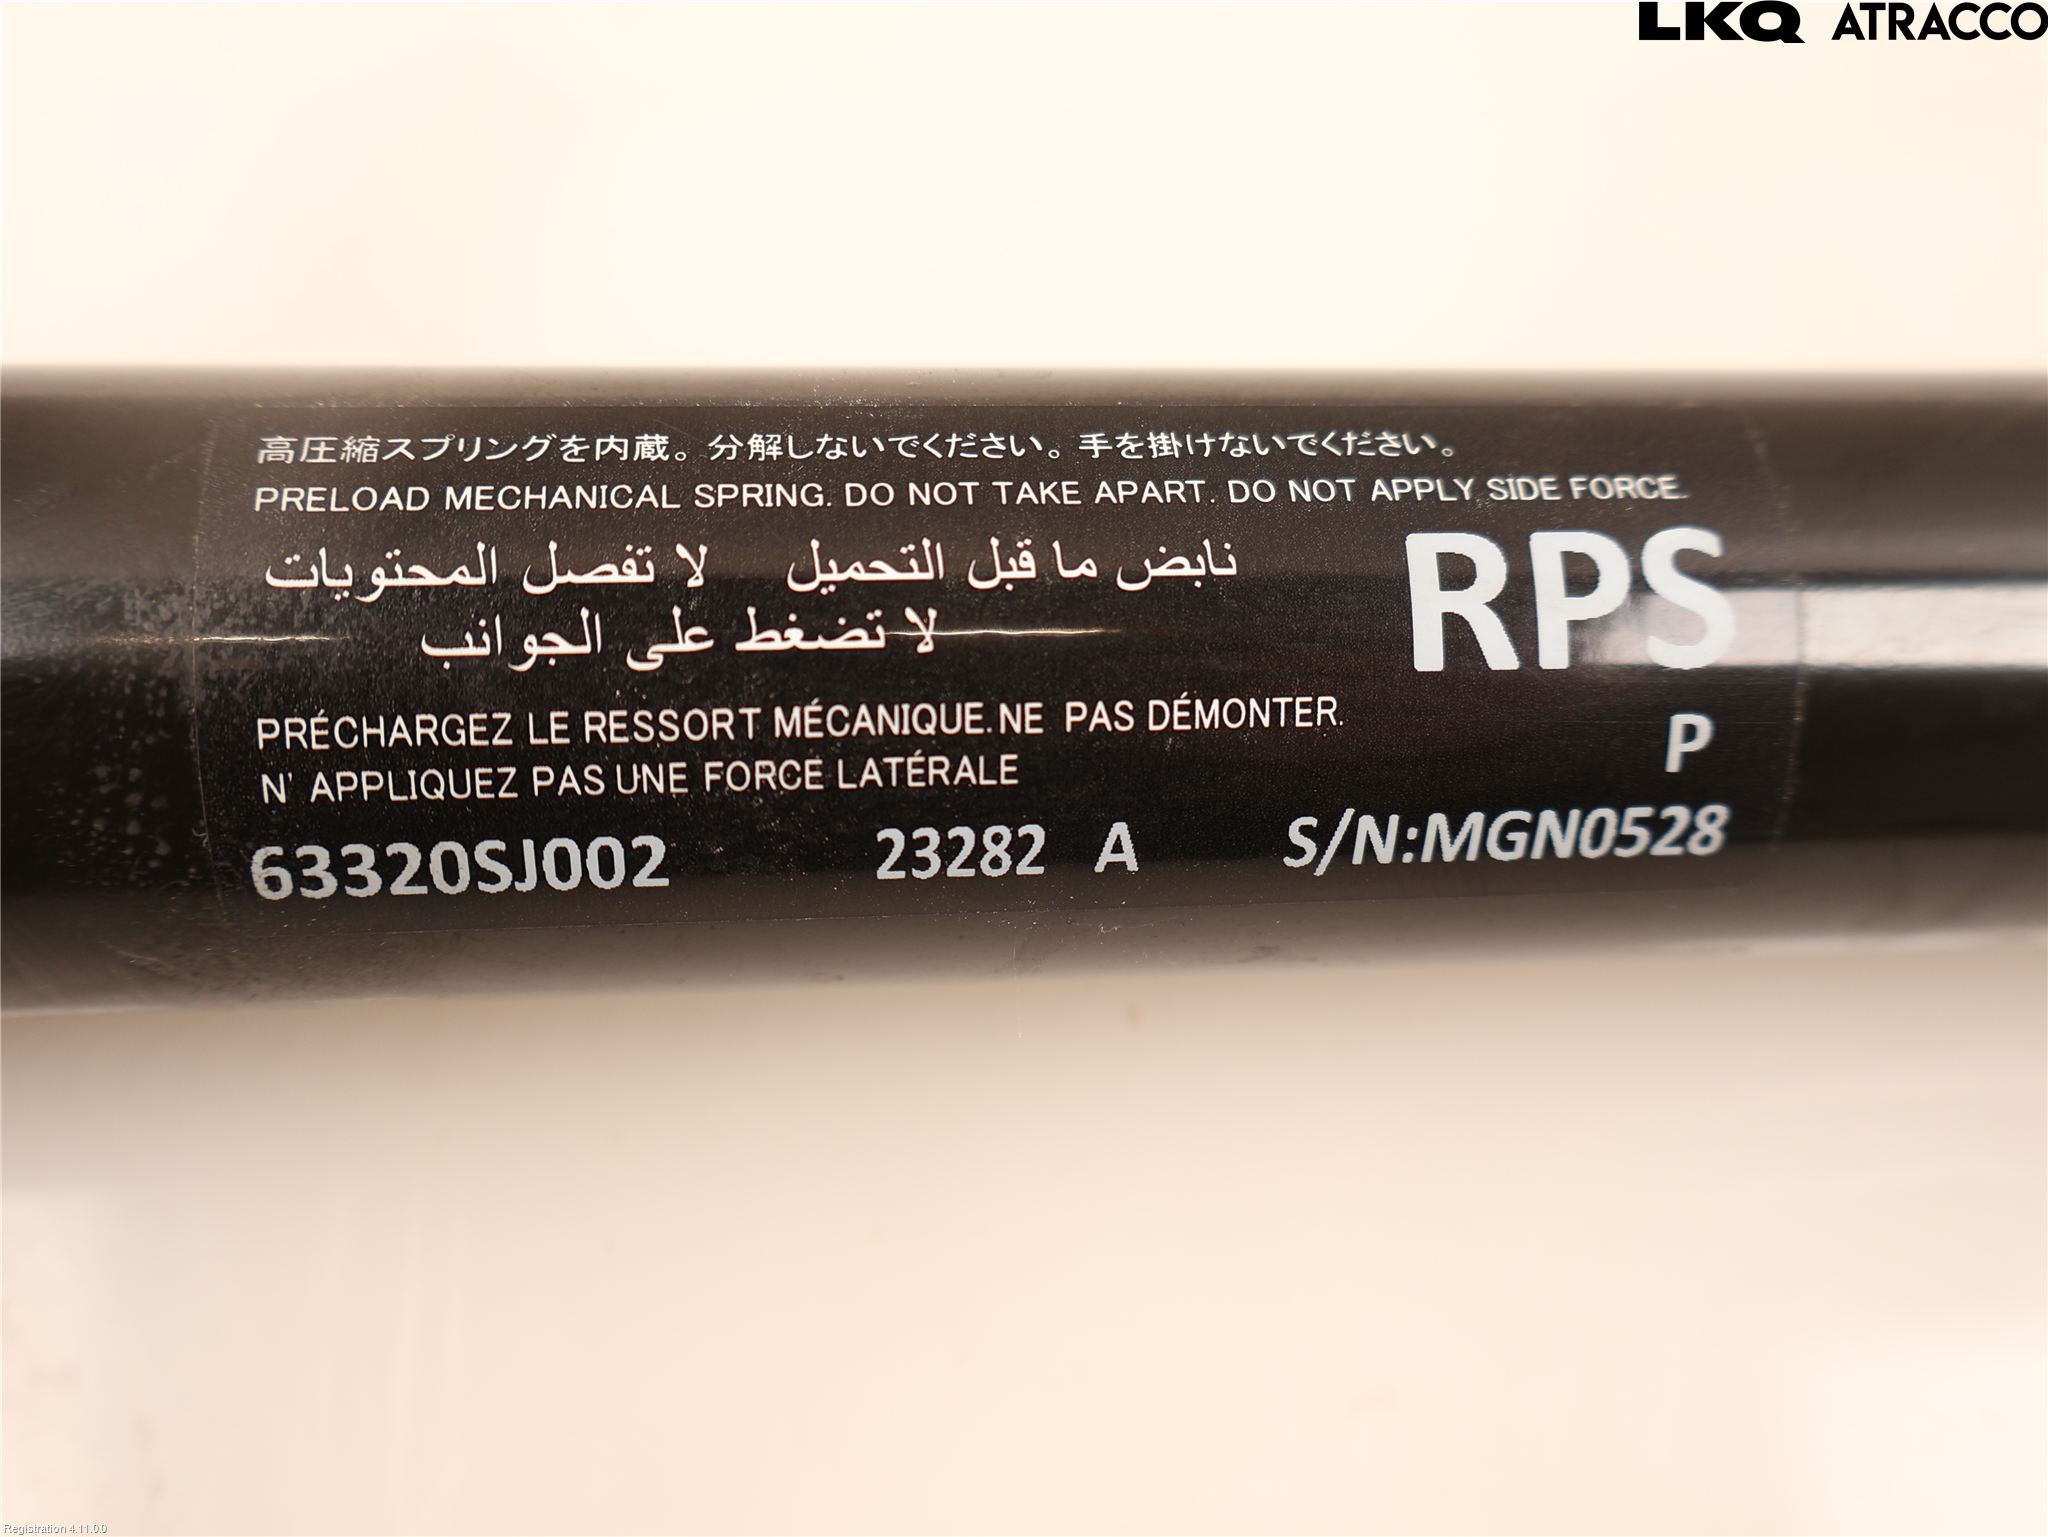 LKQ ATRACCO
高圧縮スプリングを内蔵。分解しないでください。手を掛けないでください。
PRELOAD MECHANICAL SPRING. DO NOT TAKE APART. DO NOT APPLY SIDE FORCE.
نابض ما قبل التحميل لا تفصل المحتويات
لا تضغط على الجوانب
RPS
PRÉCHARGEZ LE RESSORT MÉCANIQUE. NE PAS DÉMONTER.
N' APPLIQUEZ PAS UNE FORCE LATÉRALE
P
63320SJ002 23282 A S/N:MGN0528
Registration 4.11.0.0